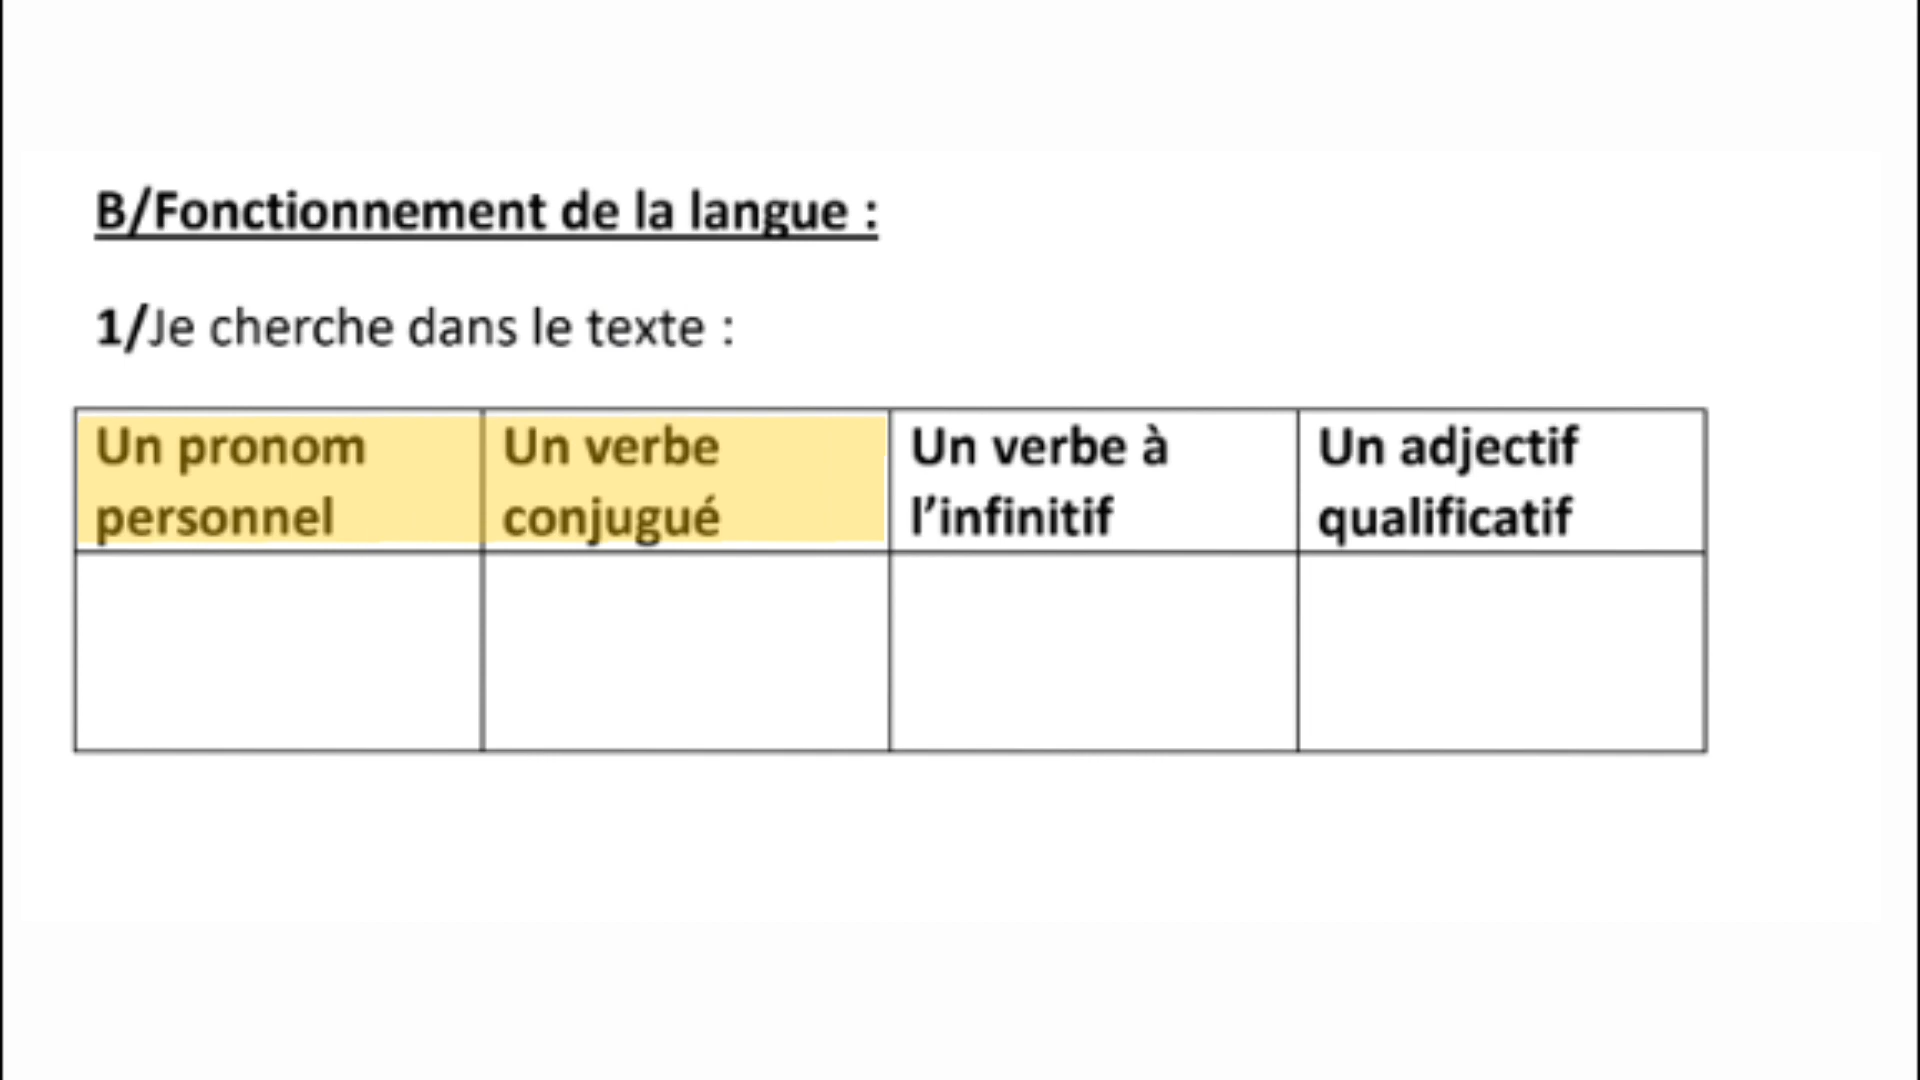 B/Fonctionnement de la langue :
1/Je cherche dans le texte :
Un pronom personnel
Un verbe conjugué
Un verbe à l’infinitif
Un adjectif qualificatif